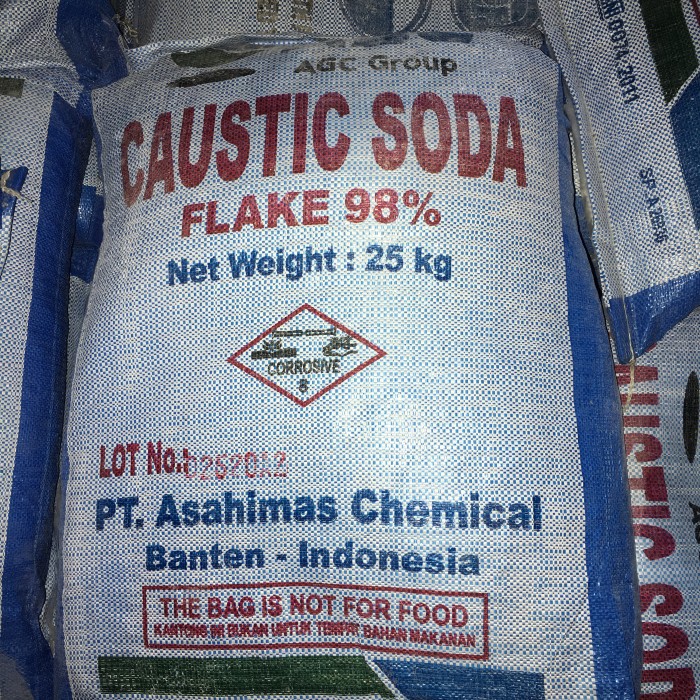 AGC Group
CAUSTIC SODA
FLAKE 98%
Net Weight : 25 kg
CORROSIVE
8
LOT No.:
PT. Asahimas Chemical
Banten - Indonesia
THE BAG IS NOT FOR FOOD
KANTONG INI BUKAN UNTUK TEMPAT BAHAN MAKANAN